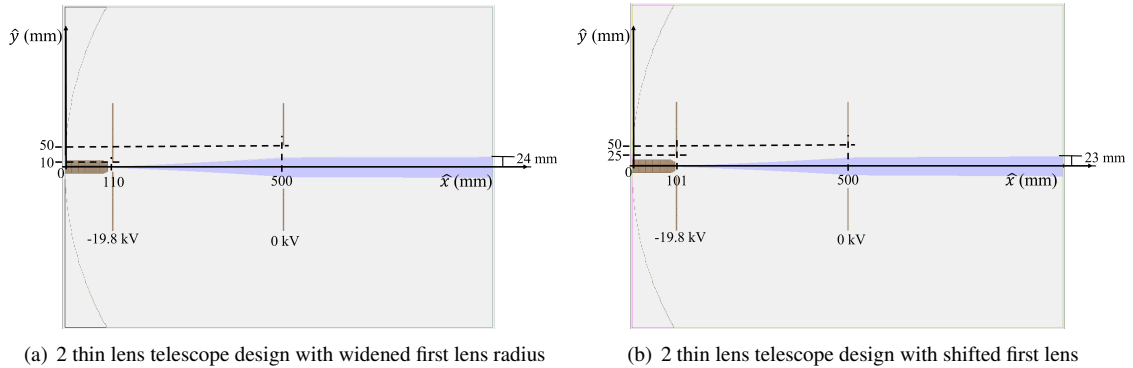 ŷ (mm)
50
10
0
110
500
x̂ (mm)
24 mm
-19.8 kV
0 kV
(a) 2 thin lens telescope design with widened first lens radius
ŷ (mm)
50
25
0
101
500
x̂ (mm)
23 mm
-19.8 kV
0 kV
(b) 2 thin lens telescope design with shifted first lens